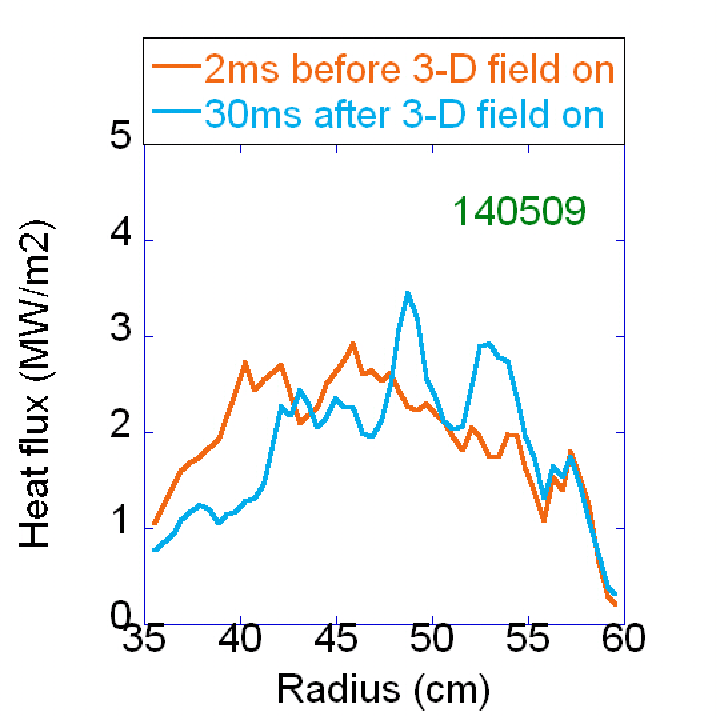 2ms before 3-D field on
30ms after 3-D field on
5
140509
4
3
2
1
0
35 40 45 50 55 60
Heat flux (MW/m2)
Radius (cm)